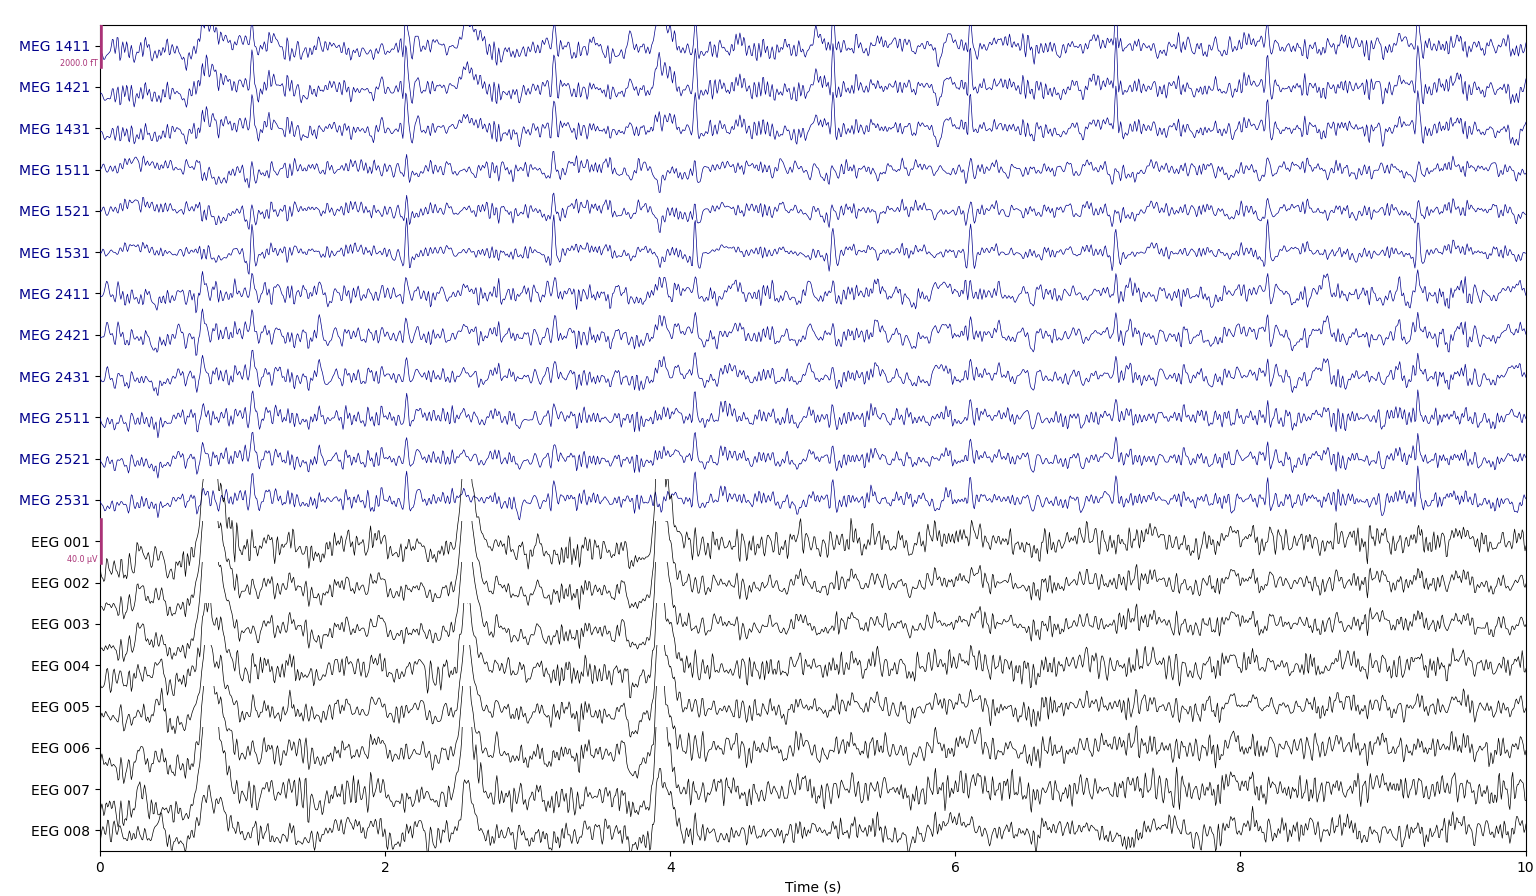 MEG 1411
2000.0 fT
MEG 1421
MEG 1431
MEG 1511
MEG 1521
MEG 1531
MEG 2411
MEG 2421
MEG 2431
MEG 2511
MEG 2521
MEG 2531
EEG 001
40.0 µV
EEG 002
EEG 003
EEG 004
EEG 005
EEG 006
EEG 007
EEG 008
0 2 4 6 8 10
Time (s)